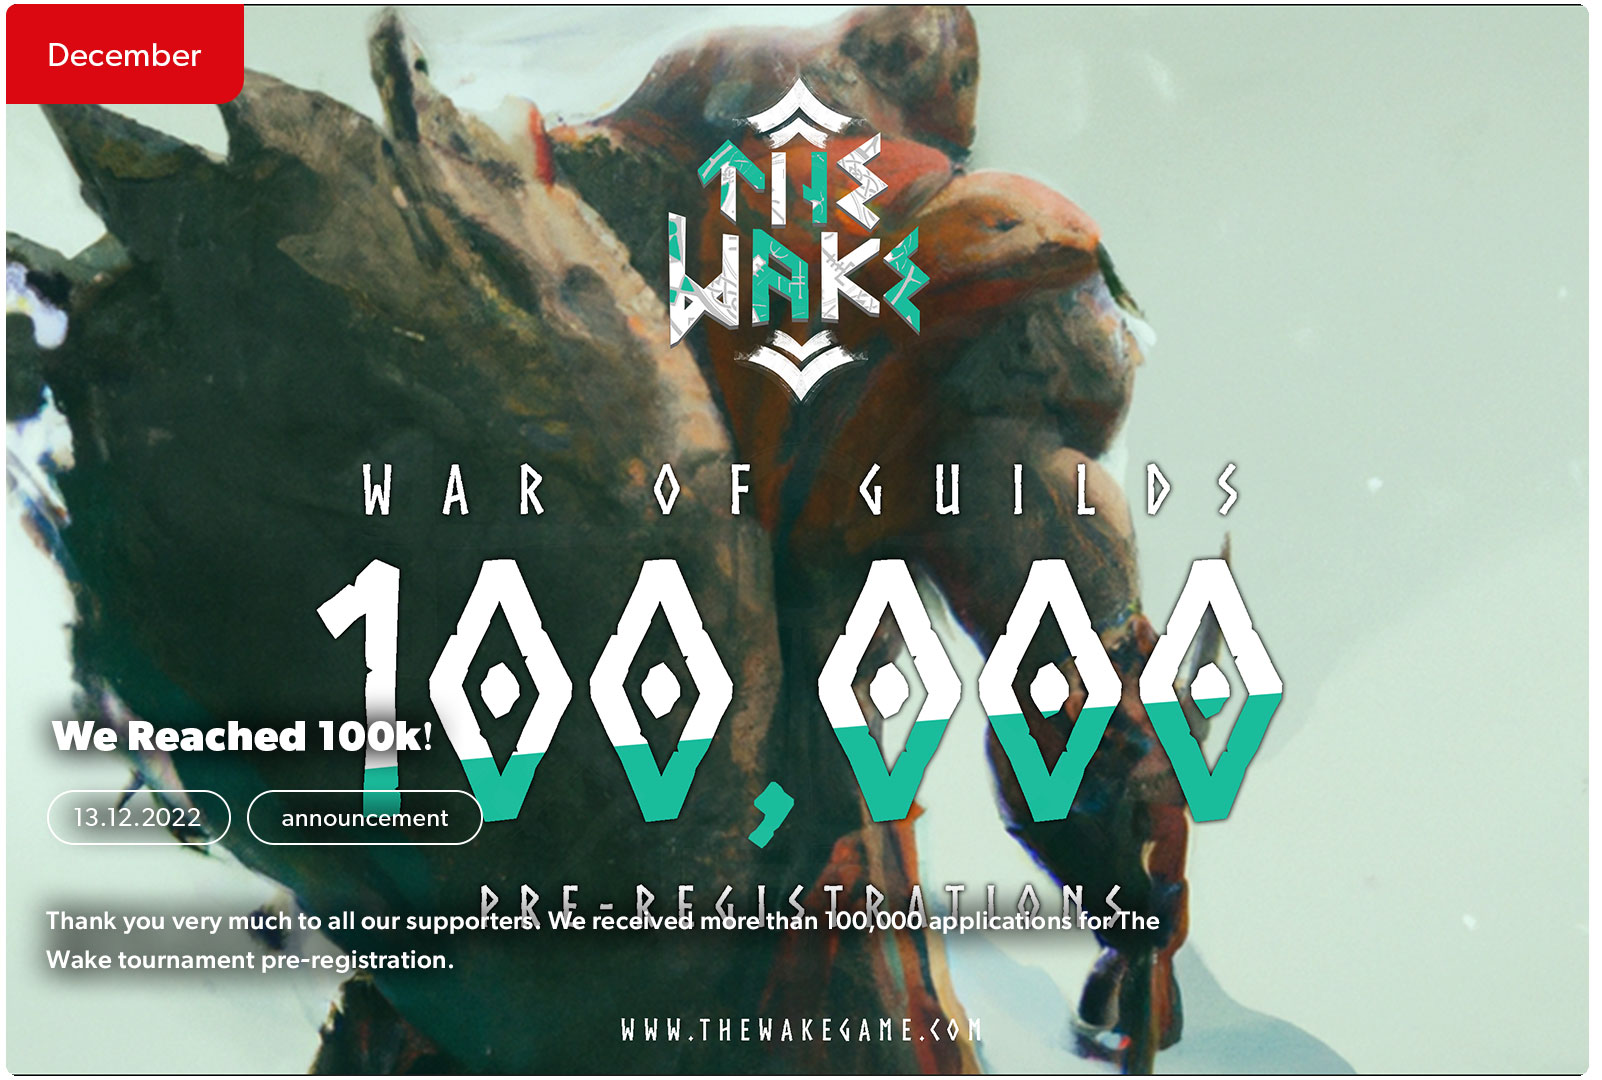 December
THE
WAKE
WAR OF GUILDS
100,000
We Reached 100k!
13.12.2022
announcement
PRE-REGISTRATIONS
Thank you very much to all our supporters. We received more than 100,000 applications for The
Wake tournament pre-registration.
WWW.THEWAKEGAME.COM